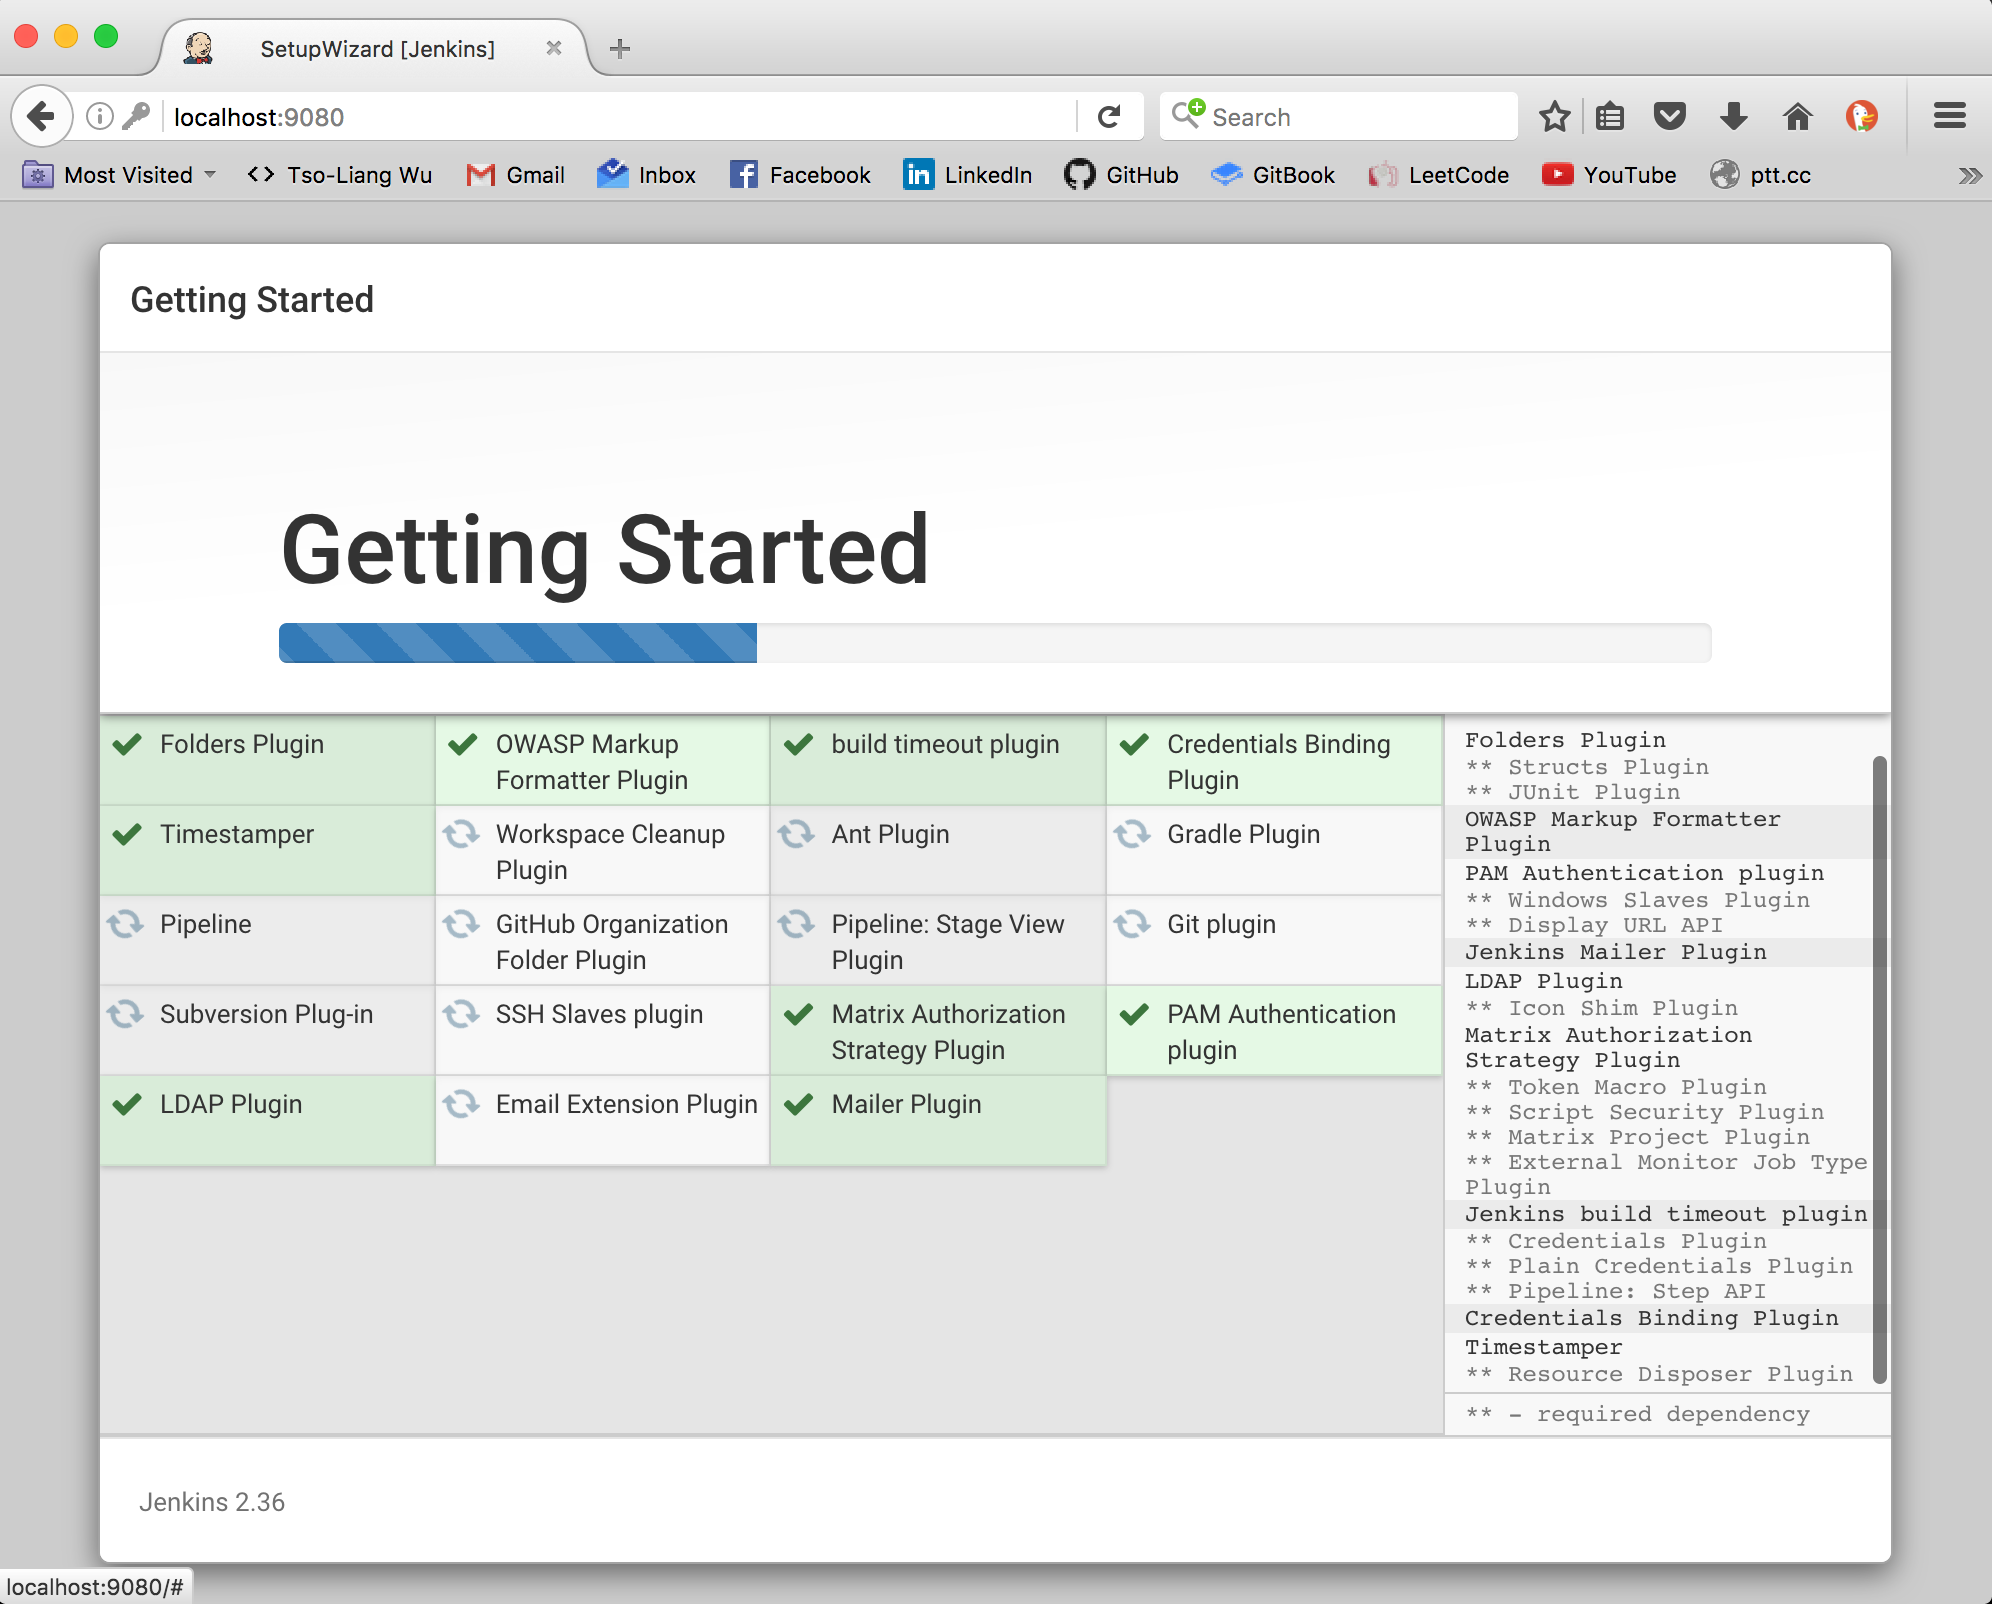 SetupWizard [Jenkins]
localhost:9080
Search
Most Visited
Tso-Liang Wu
Gmail
Inbox
Facebook
LinkedIn
GitHub
GitBook
LeetCode
YouTube
ptt.cc
Getting Started
Getting Started
Folders Plugin
OWASP Markup
Formatter Plugin
build timeout plugin
Credentials Binding
Plugin
Timestamper
Workspace Cleanup
Plugin
Ant Plugin
Gradle Plugin
Pipeline
GitHub Organization
Folder Plugin
Pipeline: Stage View
Plugin
Git plugin
Subversion Plug-in
SSH Slaves plugin
Matrix Authorization
Strategy Plugin
PAM Authentication
plugin
LDAP Plugin
Email Extension Plugin
Mailer Plugin
Folders Plugin
** Structs Plugin
** JUnit Plugin
OWASP Markup Formatter
Plugin
PAM Authentication plugin
** Windows Slaves Plugin
** Display URL API
Jenkins Mailer Plugin
LDAP Plugin
** Icon Shim Plugin
Matrix Authorization
Strategy Plugin
** Token Macro Plugin
** Script Security Plugin
** Matrix Project Plugin
** External Monitor Job Type
Plugin
Jenkins build timeout plugin
** Credentials Plugin
** Plain Credentials Plugin
** Pipeline: Step API
Credentials Binding Plugin
Timestamper
** Resource Disposer Plugin
** - required dependency
Jenkins 2.36
localhost:9080/#